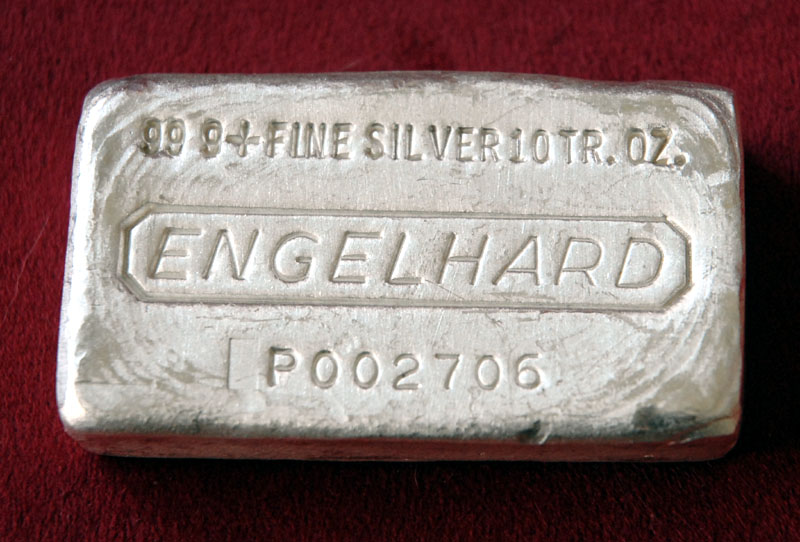 99 9+ FINE SILVER 10 TR. OZ.
ENGELHARD
P002706